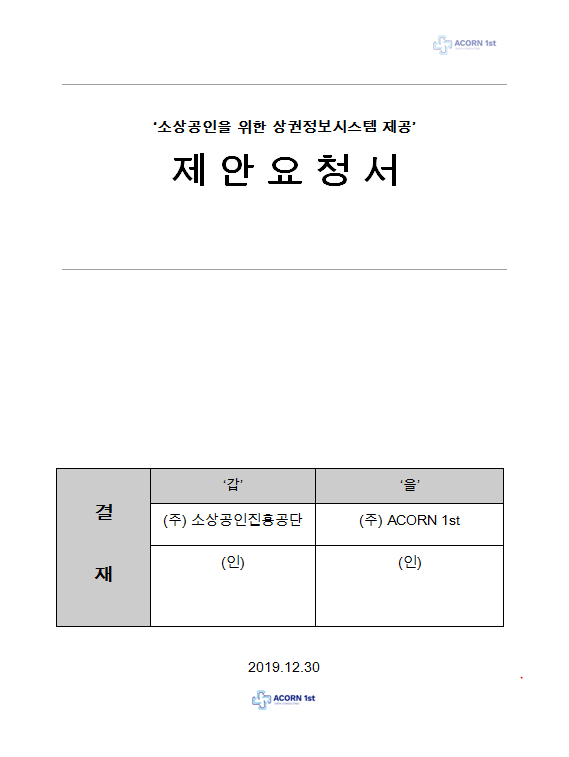 ACORN 1st
‘소상공인을 위한 상권정보시스템 제공’
제 안 요 청 서
결
재
‘갑’
‘을’
(주) 소상공인진흥공단
(주) ACORN 1st
(인)
(인)
2019.12.30
ACORN 1st